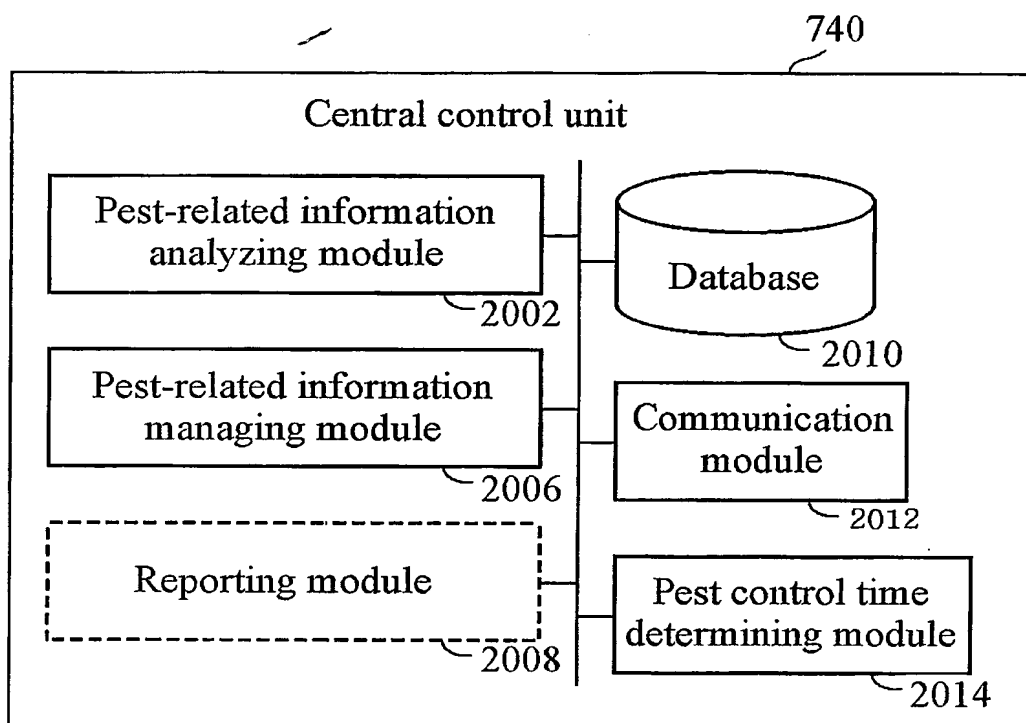 740
Central control unit
Pest-related information
analyzing module
2002
Database
2010
Pest-related information
managing module
2006
Communication
module
2012
Reporting module
2008
Pest control time
determining module
2014